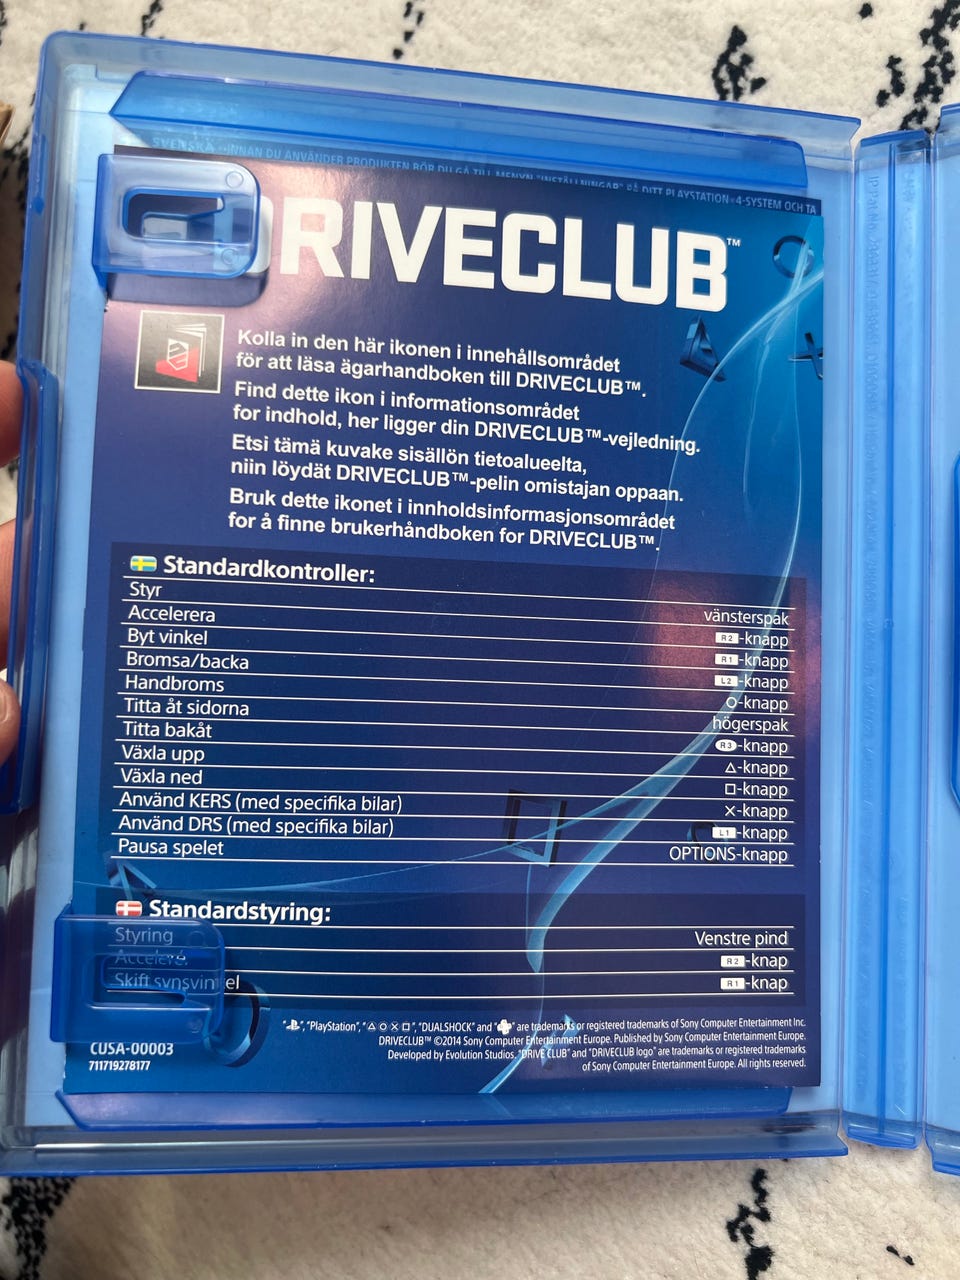 SVENSKA - INNAN DU ANVÄNDER PRODUKTEN BÖR DU GÅ TILL MENYN "INSTÄLLNINGAR" PÅ DITT PLAYSTATION®4-SYSTEM OCH TA
DRIVECLUB™
Kolla in den här ikonen i innehållsområdet
för att läsa ägarhandboken till DRIVECLUB™.
Find dette ikon i informationsområdet
for indhold, her ligger din DRIVECLUB™-vejledning.
Etsi tämä kuvake sisällön tietoalueelta,
niin löydät DRIVECLUB™-pelin omistajan oppaan.
Bruk dette ikonet i innholdsinformasjonsområdet
for å finne brukerhåndboken for DRIVECLUB™.
Standardkontroller:
Styr vänsterspak
Accelerera R2-knapp
Byt vinkel R1-knapp
Bromsa/backa L2-knapp
Handbroms O-knapp
Titta åt sidorna högerspak
Titta bakåt R3-knapp
Växla upp △-knapp
Växla ned □-knapp
Använd KERS (med specifika bilar) ✕-knapp
Använd DRS (med specifika bilar) L1-knapp
Pausa spelet OPTIONS-knapp
Standardstyring:
Styring Venstre pind
Accelerér R2-knap
Skift synsvinkel R1-knap
"PS", "PlayStation", "△○✕□", "DUALSHOCK" and "✚" are trademarks or registered trademarks of Sony Computer Entertainment Inc.
DRIVECLUB™ ©2014 Sony Computer Entertainment Europe. Published by Sony Computer Entertainment Europe.
Developed by Evolution Studios. "DRIVE CLUB" and "DRIVECLUB logo" are trademarks or registered trademarks
of Sony Computer Entertainment Europe. All rights reserved.
CUSA-00003
711719278177